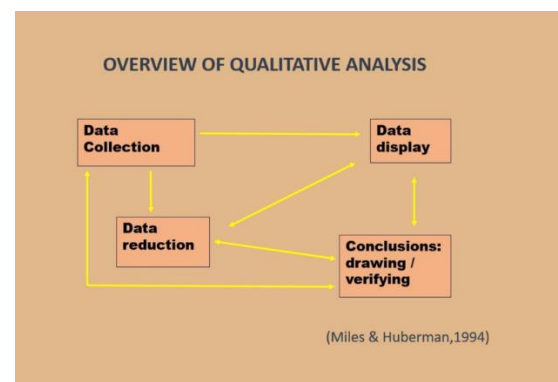 OVERVIEW OF QUALITATIVE ANALYSIS
Data
Collection
Data
display
Data
reduction
Conclusions:
drawing /
verifying
(Miles & Huberman,1994)